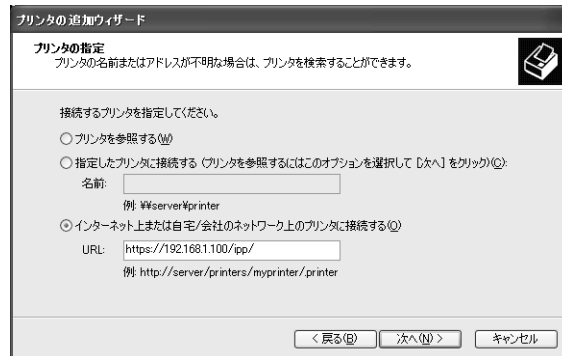 プリンタの追加ウィザード
プリンタの指定
プリンタの名前またはアドレスが不明な場合は、プリンタを検索することができます。
接続するプリンタを指定してください。
プリンタを参照する(W)
指定したプリンタに接続する (プリンタを参照するにはこのオプションを選択して [次へ] をクリック)(C):
名前:
例: ¥¥server¥printer
インターネット上または自宅/会社のネットワーク上のプリンタに接続する(O)
URL: https://192.168.1.100/ipp/
例: http://server/printers/myprinter/.printer
< 戻る(B) 次へ(N) > キャンセル